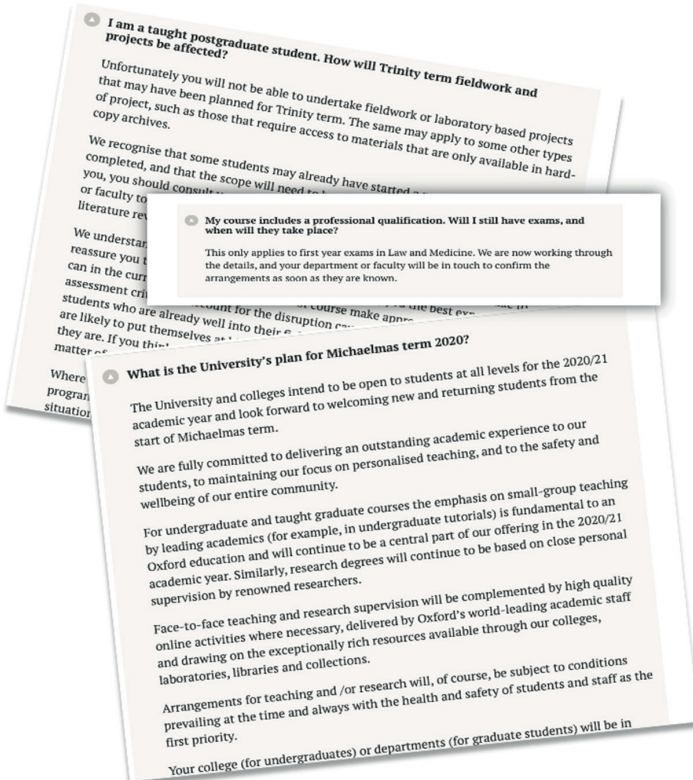 I am a taught postgraduate student. How will Trinity term fieldwork and
projects be affected?
Unfortunately you will not be able to undertake fieldwork or laboratory based projects
that may have been planned for Trinity term. The same may apply to some other types
of project, such as those that require access to materials that are only available in hard-
copy archives.
We recognise that some students may already have started
completed, and that the scope will need to
you, you should consult
or faculty to
literature
We
reassure you
can in the
assessment
students who are already well into their
are likely to put themselves at
they are. If you
matter
Where
situation
My course includes a professional qualification. Will I still have exams, and
when will they take place?
This only applies to first year exams in Law and Medicine. We are now working through
the details, and your department or faculty will be in touch to confirm the
arrangements as soon as they are known.
for the disruption
course make
the best
What is the University's plan for Michaelmas term 2020?
The University and colleges intend to be open to students at all levels for the 2020/21
academic year and look forward to welcoming new and returning students from the
start of Michaelmas term.
We are fully committed to delivering an outstanding academic experience to our
students, to maintaining our focus on personalised teaching, and to the safety and
wellbeing of our entire community.
For undergraduate and taught graduate courses the emphasis on small-group teaching
by leading academics (for example, in undergraduate tutorials) is fundamental to an
Oxford education and will continue to be a central part of our offering in the 2020/21
academic year. Similarly, research degrees will continue to be based on close personal
supervision by renowned researchers.
Face-to-face teaching and research supervision will be complemented by high quality
online activities where necessary, delivered by Oxford's world-leading academic staff
and drawing on the exceptionally rich resources available through our colleges,
laboratories, libraries and collections.
Arrangements for teaching and /or research will, of course, be subject to conditions
prevailing at the time and always with the health and safety of students and staff as the
first priority.
Your college (for undergraduates) or departments (for graduate students) will be in